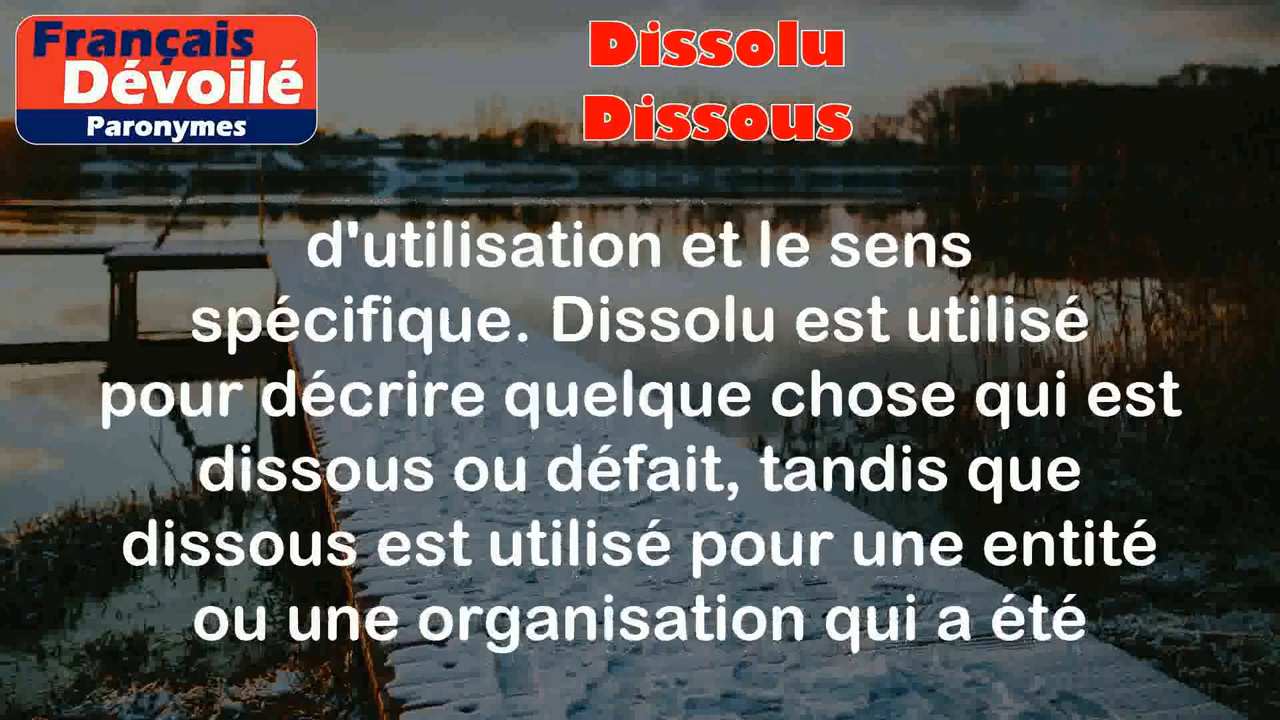 Français
Dévoilé
Paronymes
Dissolu
Dissous
d'utilisation et le sens
spécifique. Dissolu est utilisé
pour décrire quelque chose qui est
dissous ou défait, tandis que
dissous est utilisé pour une entité
ou une organisation qui a été